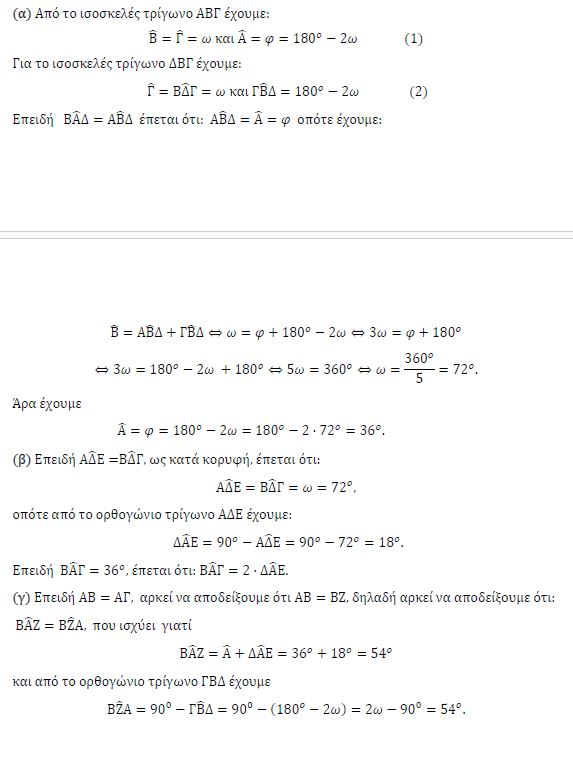 (α) Από το ισοσκελές τρίγωνο ΑΒΓ έχουμε:
B̂ = Γ̂ = ω και Â = φ = 180° − 2ω (1)
Για το ισοσκελές τρίγωνο ΔΒΓ έχουμε:
Γ̂ = ΒΔ̂Γ = ω και ΓΒ̂Δ = 180° − 2ω (2)
Επειδή ΒÂΔ = ΑΒ̂Δ έπεται ότι: ΑΒ̂Δ = Â = φ οπότε έχουμε:
B̂ = ΑΒ̂Δ + ΓΒ̂Δ ⇔ ω = φ + 180° − 2ω ⇔ 3ω = φ + 180°
⇔ 3ω = 180° − 2ω + 180° ⇔ 5ω = 360° ⇔ ω = 360°/5 = 72°.
Άρα έχουμε
Â = φ = 180° − 2ω = 180° − 2 · 72° = 36°.
(β) Επειδή ΑΔ̂Ε =ΒΔ̂Γ, ως κατά κορυφή, έπεται ότι:
ΑΔ̂Ε = ΒΔ̂Γ = ω = 72°,
οπότε από το ορθογώνιο τρίγωνο ΑΔΕ έχουμε:
ΔÂΕ = 90° − ΑΔ̂Ε = 90° − 72° = 18°.
Επειδή ΒÂΓ = 36°, έπεται ότι: ΒÂΓ = 2 · ΔÂΕ.
(γ) Επειδή ΑΒ = ΑΓ, αρκεί να αποδείξουμε ότι ΑΒ = ΒΖ, δηλαδή αρκεί να αποδείξουμε ότι:
ΒÂΖ = ΒΖ̂Α, που ισχύει γιατί
ΒÂΖ = Â + ΔÂΕ = 36° + 18° = 54°
και από το ορθογώνιο τρίγωνο ΓΒΔ έχουμε
ΒΖ̂Α = 90° − ΓΒ̂Δ = 90° − (180° − 2ω) = 2ω − 90° = 54°.